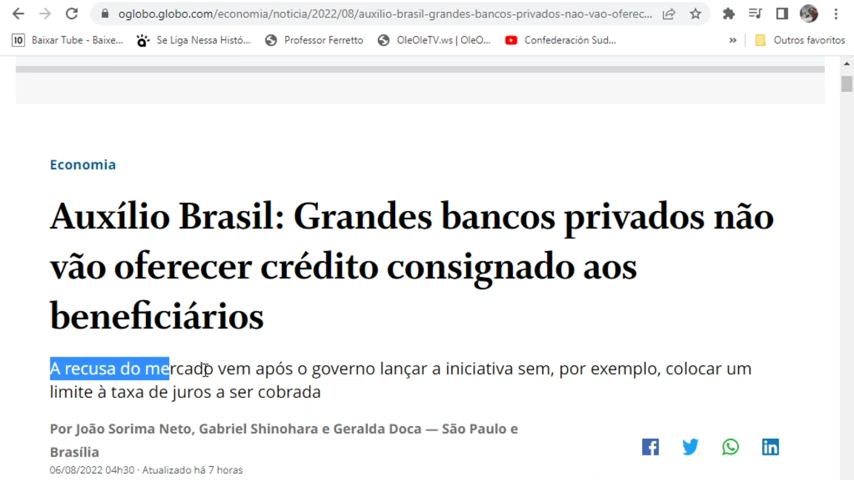 oglobo.globo.com/economia/noticia/2022/08/auxilio-brasil-grandes-bancos-privados-nao-vao-oferec...
Baixar Tube - Baixe... Se Liga Nessa Histó... Professor Ferretto OleOleTV.ws | OleO... Confederación Sud... » Outros favoritos
Economia
Auxílio Brasil: Grandes bancos privados não
vão oferecer crédito consignado aos
beneficiários
A recusa do mercado vem após o governo lançar a iniciativa sem, por exemplo, colocar um
limite à taxa de juros a ser cobrada
Por João Sorima Neto, Gabriel Shinohara e Geralda Doca — São Paulo e
Brasília
06/08/2022 04h30 · Atualizado há 7 horas